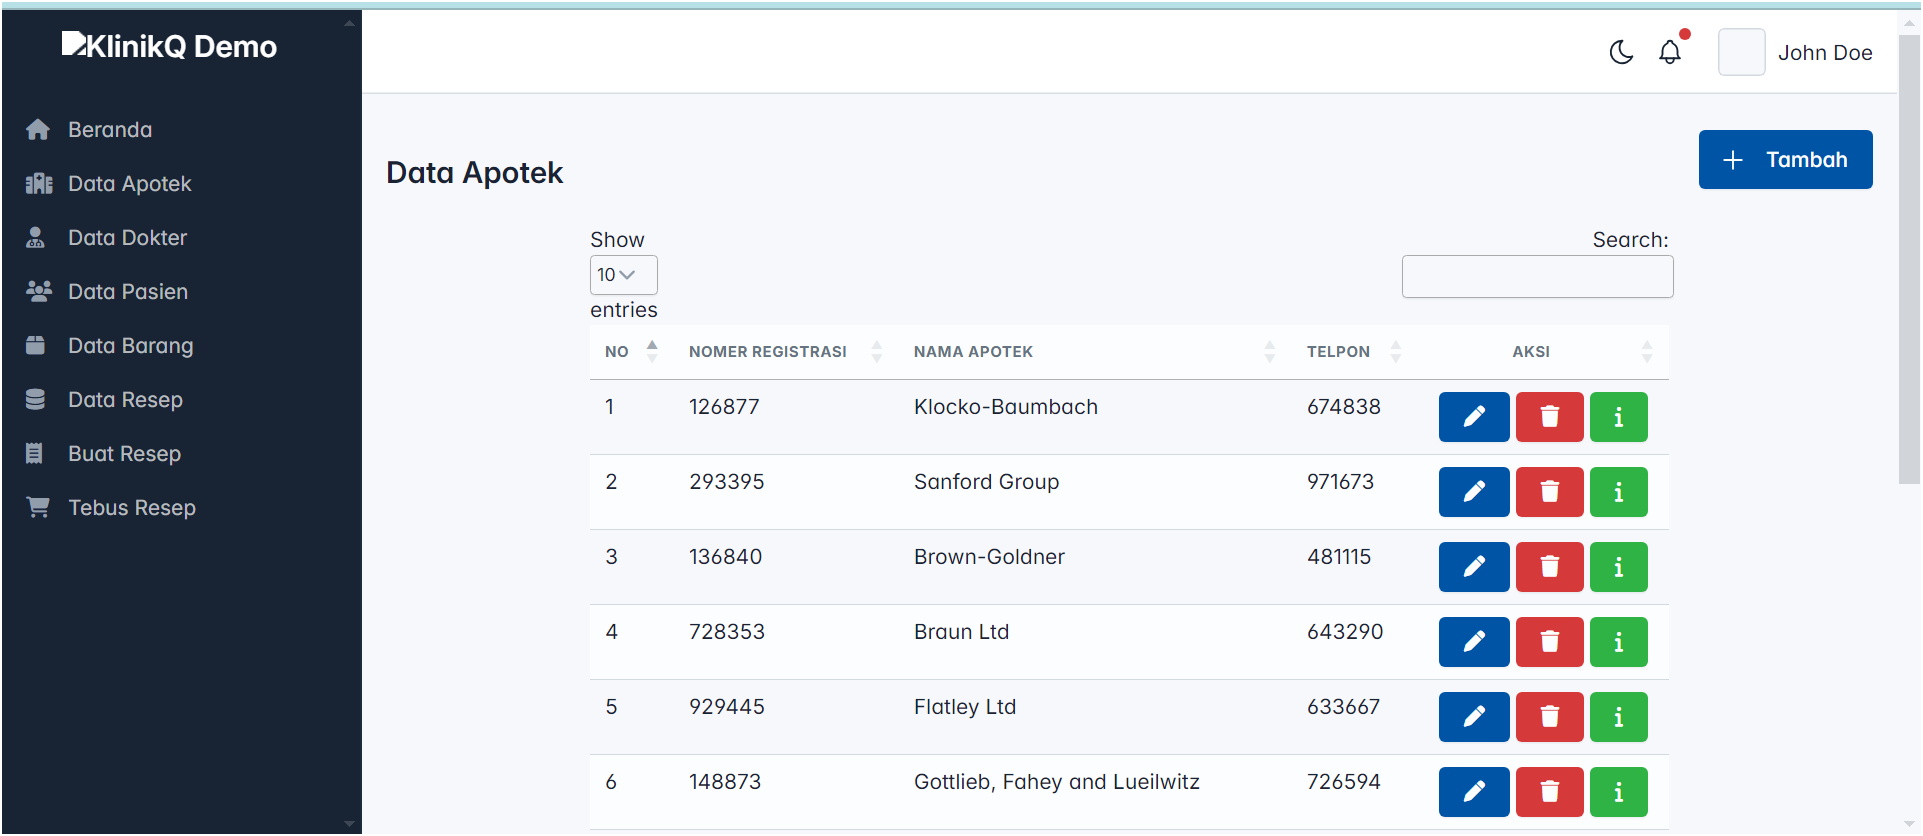 KlinikQ Demo
John Doe
Beranda
Data Apotek
Data Dokter
Data Pasien
Data Barang
Data Resep
Buat Resep
Tebus Resep
Data Apotek
Tambah
Show
10
entries
Search:
NO NOMER REGISTRASI NAMA APOTEK TELPON AKSI
1 126877 Klocko-Baumbach 674838
2 293395 Sanford Group 971673
3 136840 Brown-Goldner 481115
4 728353 Braun Ltd 643290
5 929445 Flatley Ltd 633667
6 148873 Gottlieb, Fahey and Lueilwitz 726594